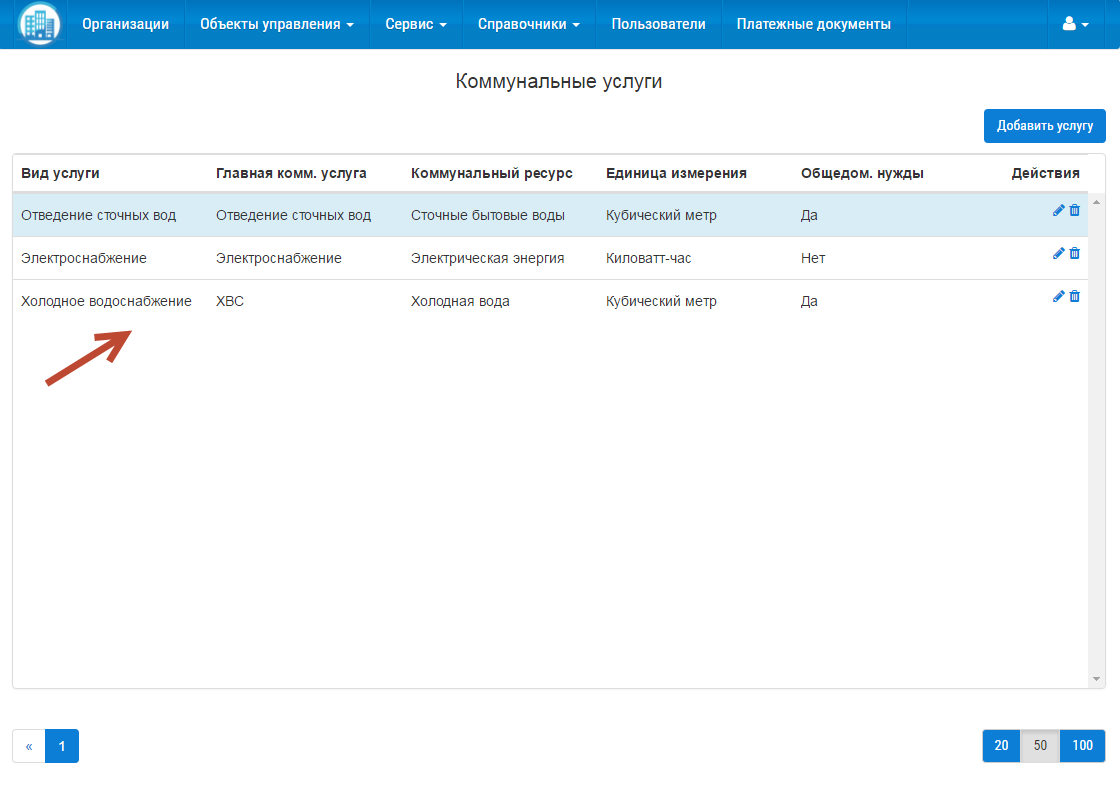 Организации Объекты управления Сервис Справочники Пользователи Платежные документы
Коммунальные услуги
Добавить услугу
Вид услуги Главная комм. услуга Коммунальный ресурс Единица измерения Общедом. нужды Действия
Отведение сточных вод Отведение сточных вод Сточные бытовые воды Кубический метр Да
Электроснабжение Электроснабжение Электрическая энергия Киловатт-час Нет
Холодное водоснабжение ХВС Холодная вода Кубический метр Да
« 1 20 50 100